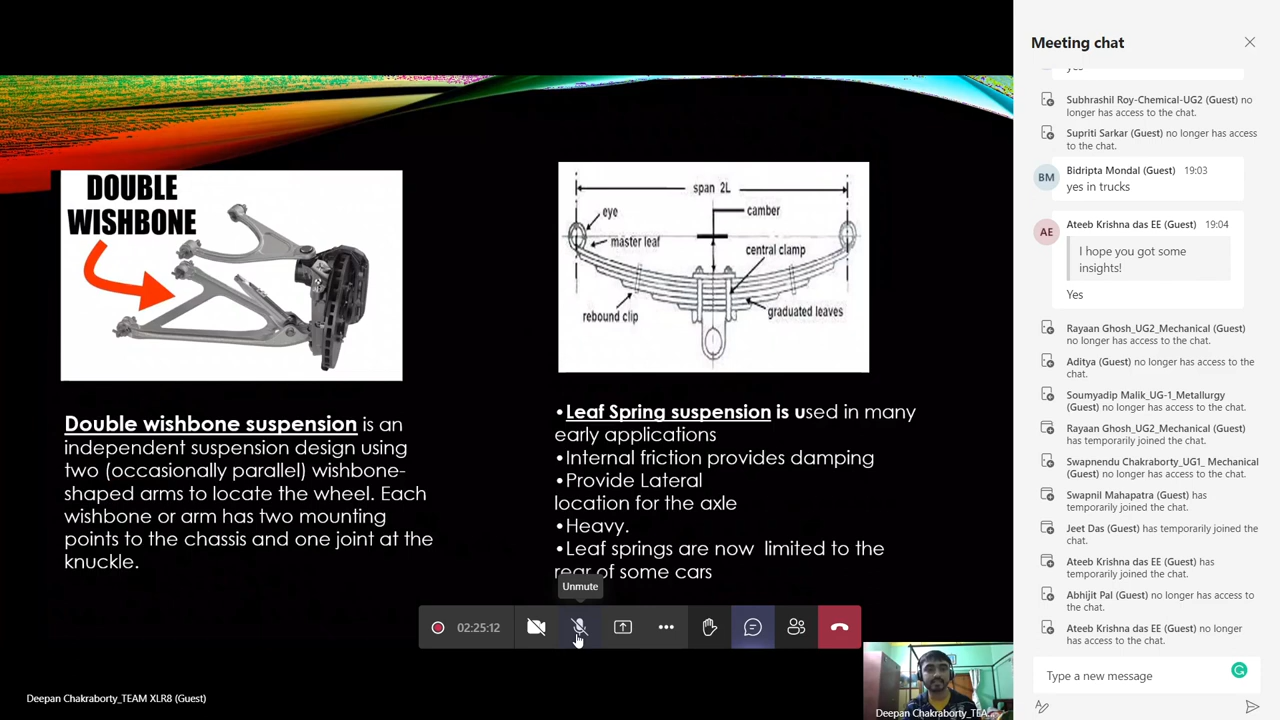 DOUBLE
WISHBONE
Double wishbone suspension is an
independent suspension design using
two (occasionally parallel) wishbone-
shaped arms to locate the wheel. Each
wishbone or arm has two mounting
points to the chassis and one joint at the
knuckle.
span 2L
eye
camber
master leaf
central clamp
rebound clip
graduated leaves
•Leaf Spring suspension is used in many
early applications
•Internal friction provides damping
•Provide Lateral
location for the axle
•Heavy.
•Leaf springs are now limited to the
rear of some cars
Unmute
02:25:12
Deepan Chakraborty_TEAM XLR8 (Guest)
Deepan Chakraborty_TEA...
Meeting chat
yes
Subhrashil Roy-Chemical-UG2 (Guest) no
longer has access to the chat.
Supriti Sarkar (Guest) no longer has access
to the chat.
BM
Bidripta Mondal (Guest) 19:03
yes in trucks
AE
Ateeb Krishna das EE (Guest) 19:04
I hope you got some
insights!
Yes
Rayaan Ghosh_UG2_Mechanical (Guest)
no longer has access to the chat.
Aditya (Guest) no longer has access to the
chat.
Soumyadip Malik_UG-1_Metallurgy
(Guest) no longer has access to the chat.
Rayaan Ghosh_UG2_Mechanical (Guest)
has temporarily joined the chat.
Swapnendu Chakraborty_UG1_ Mechanical
(Guest) no longer has access to the chat.
Swapnil Mahapatra (Guest) has
temporarily joined the chat.
Jeet Das (Guest) has temporarily joined the
chat.
Ateeb Krishna das EE (Guest) has
temporarily joined the chat.
Abhijit Pal (Guest) no longer has access to
the chat.
Ateeb Krishna das EE (Guest) no longer
has access to the chat.
Type a new message